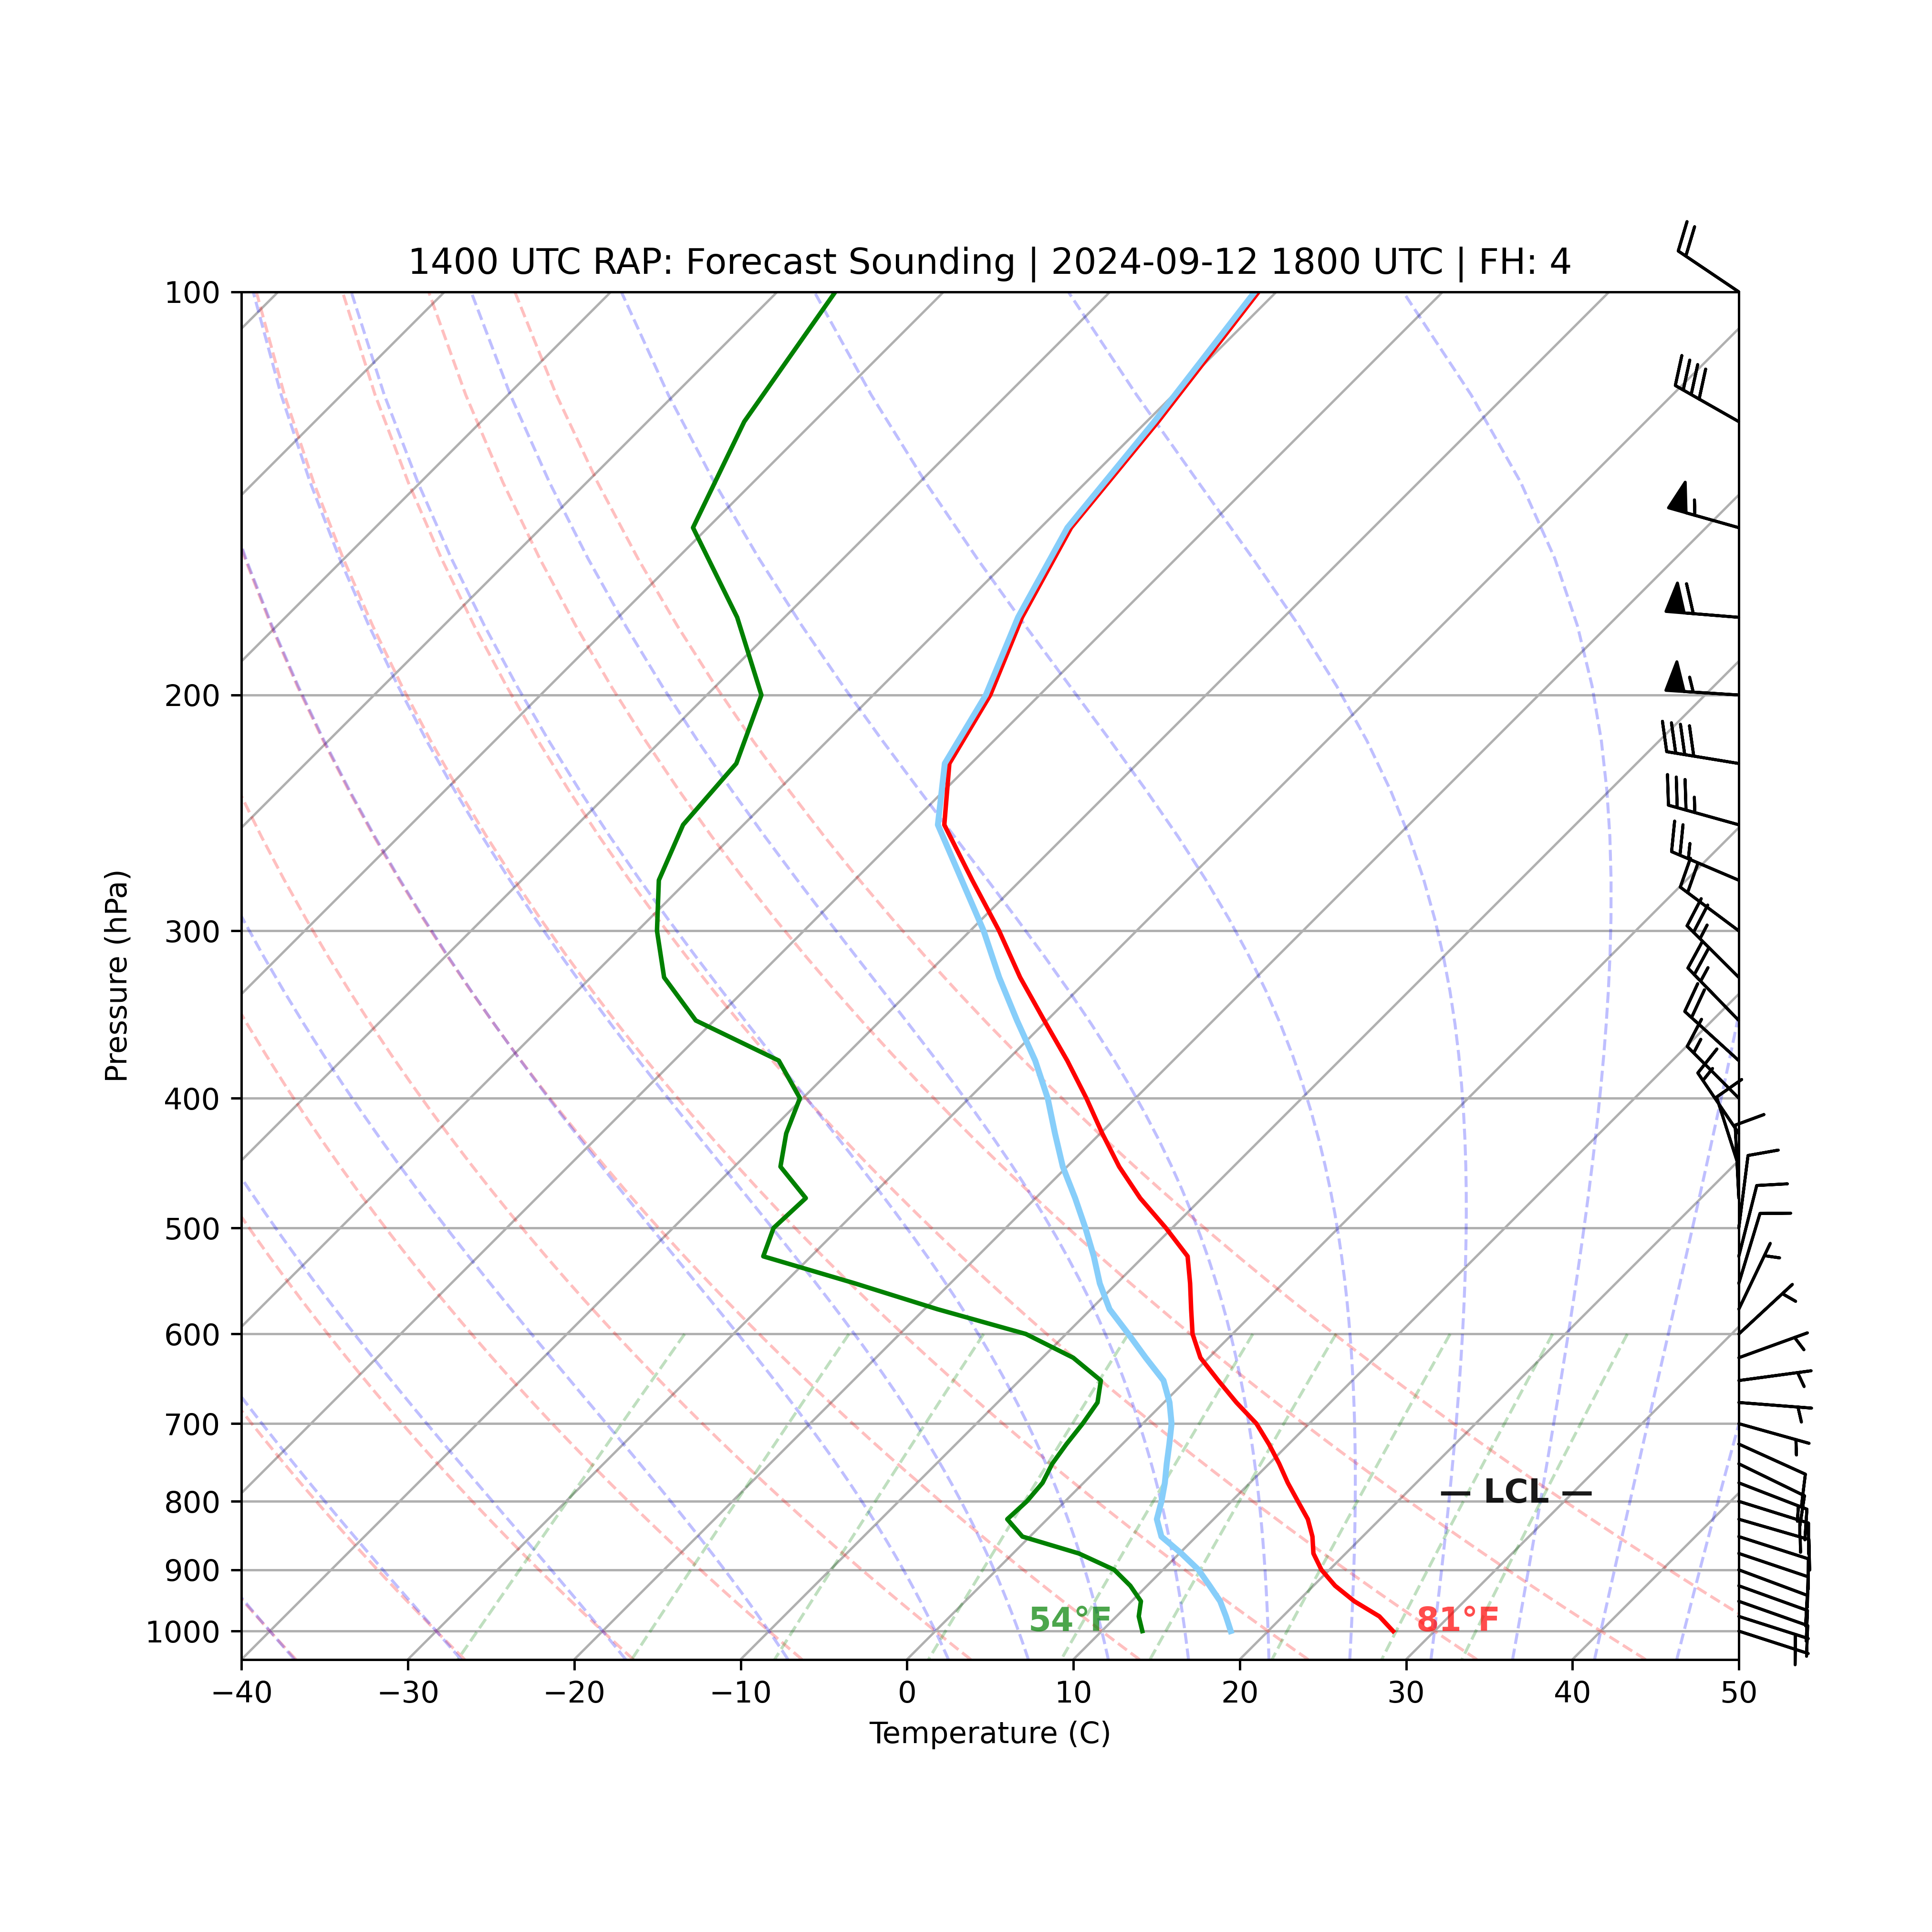 1400 UTC RAP: Forecast Sounding | 2024-09-12 1800 UTC | FH: 4
100
200
300
400
500
600
700
800
900
1000
Pressure (hPa)
— LCL —
54°F
81°F
−40 −30 −20 −10 0 10 20 30 40 50
Temperature (C)